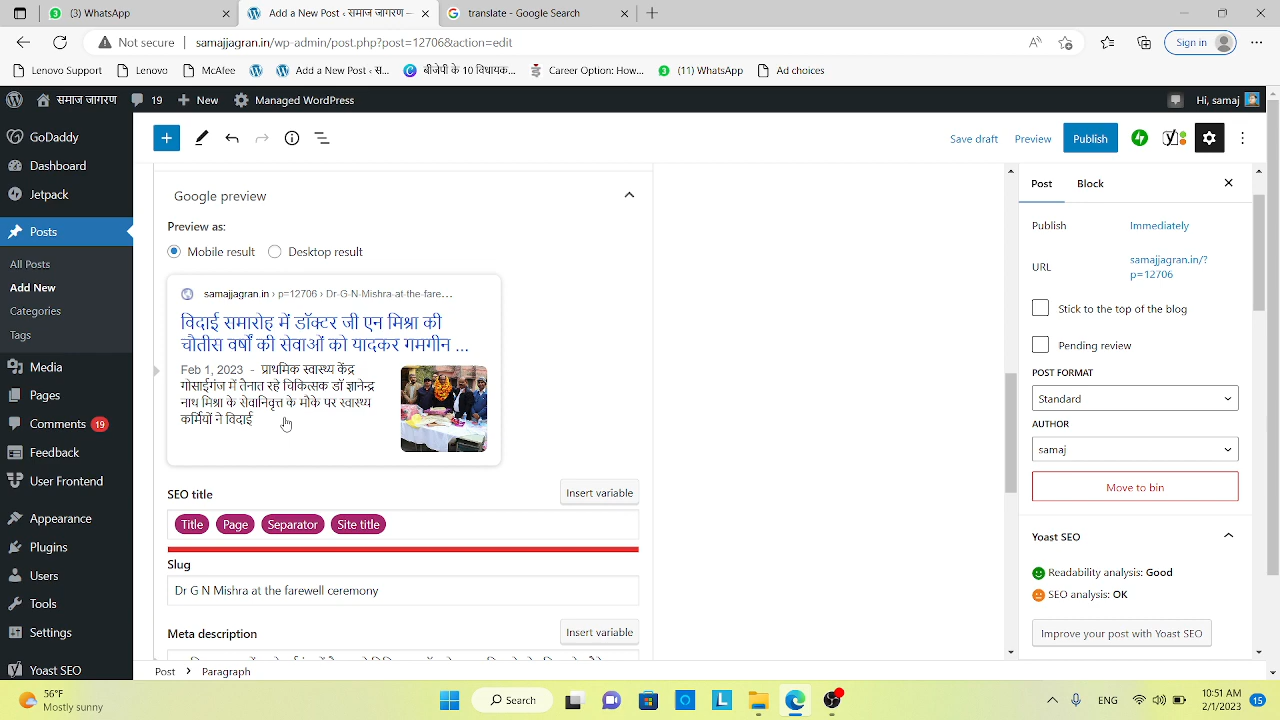 (3) WhatsApp
Add a New Post ‹ समाज जागरण —
translate - Google Search
Not secure
samajjagran.in/wp-admin/post.php?post=12706&action=edit
Sign in
Lenovo Support
Lenovo
McAfee
Add a New Post ‹ स...
बीजेपी के 10 विधायक...
Career Option: How...
(11) WhatsApp
Ad choices
समाज जागरण
19
New
Managed WordPress
Hi, samaj
GoDaddy
Dashboard
Jetpack
Posts
All Posts
Add New
Categories
Tags
Media
Pages
Comments 19
Feedback
User Frontend
Appearance
Plugins
Users
Tools
Settings
Yoast SEO
Save draft
Preview
Publish
Google preview
Preview as:
Mobile result
Desktop result
samajjagran.in › p=12706 › Dr-G-N-Mishra-at-the-fare...
विदाई समारोह में डॉक्टर जी एन मिश्रा की
चौतीस वर्षों की सेवाओं को यादकर गमगीन ...
Feb 1, 2023 - प्राथमिक स्वास्थ्य केंद्र
गोसाईगंज में तैनात रहे चिकित्सक डॉ ज्ञानेन्द्र
नाथ मिश्रा के सेवानिवृत्त के मौके पर स्वास्थ्य
कर्मियों ने विदाई
SEO title
Insert variable
Title
Page
Separator
Site title
Slug
Dr G N Mishra at the farewell ceremony
Meta description
Insert variable
Post
Paragraph
Post
Block
Publish
Immediately
URL
samajjagran.in/?
p=12706
Stick to the top of the blog
Pending review
POST FORMAT
Standard
AUTHOR
samaj
Move to bin
Yoast SEO
Readability analysis: Good
SEO analysis: OK
Improve your post with Yoast SEO
56°F
Mostly sunny
Search
ENG
10:51 AM
2/1/2023
15